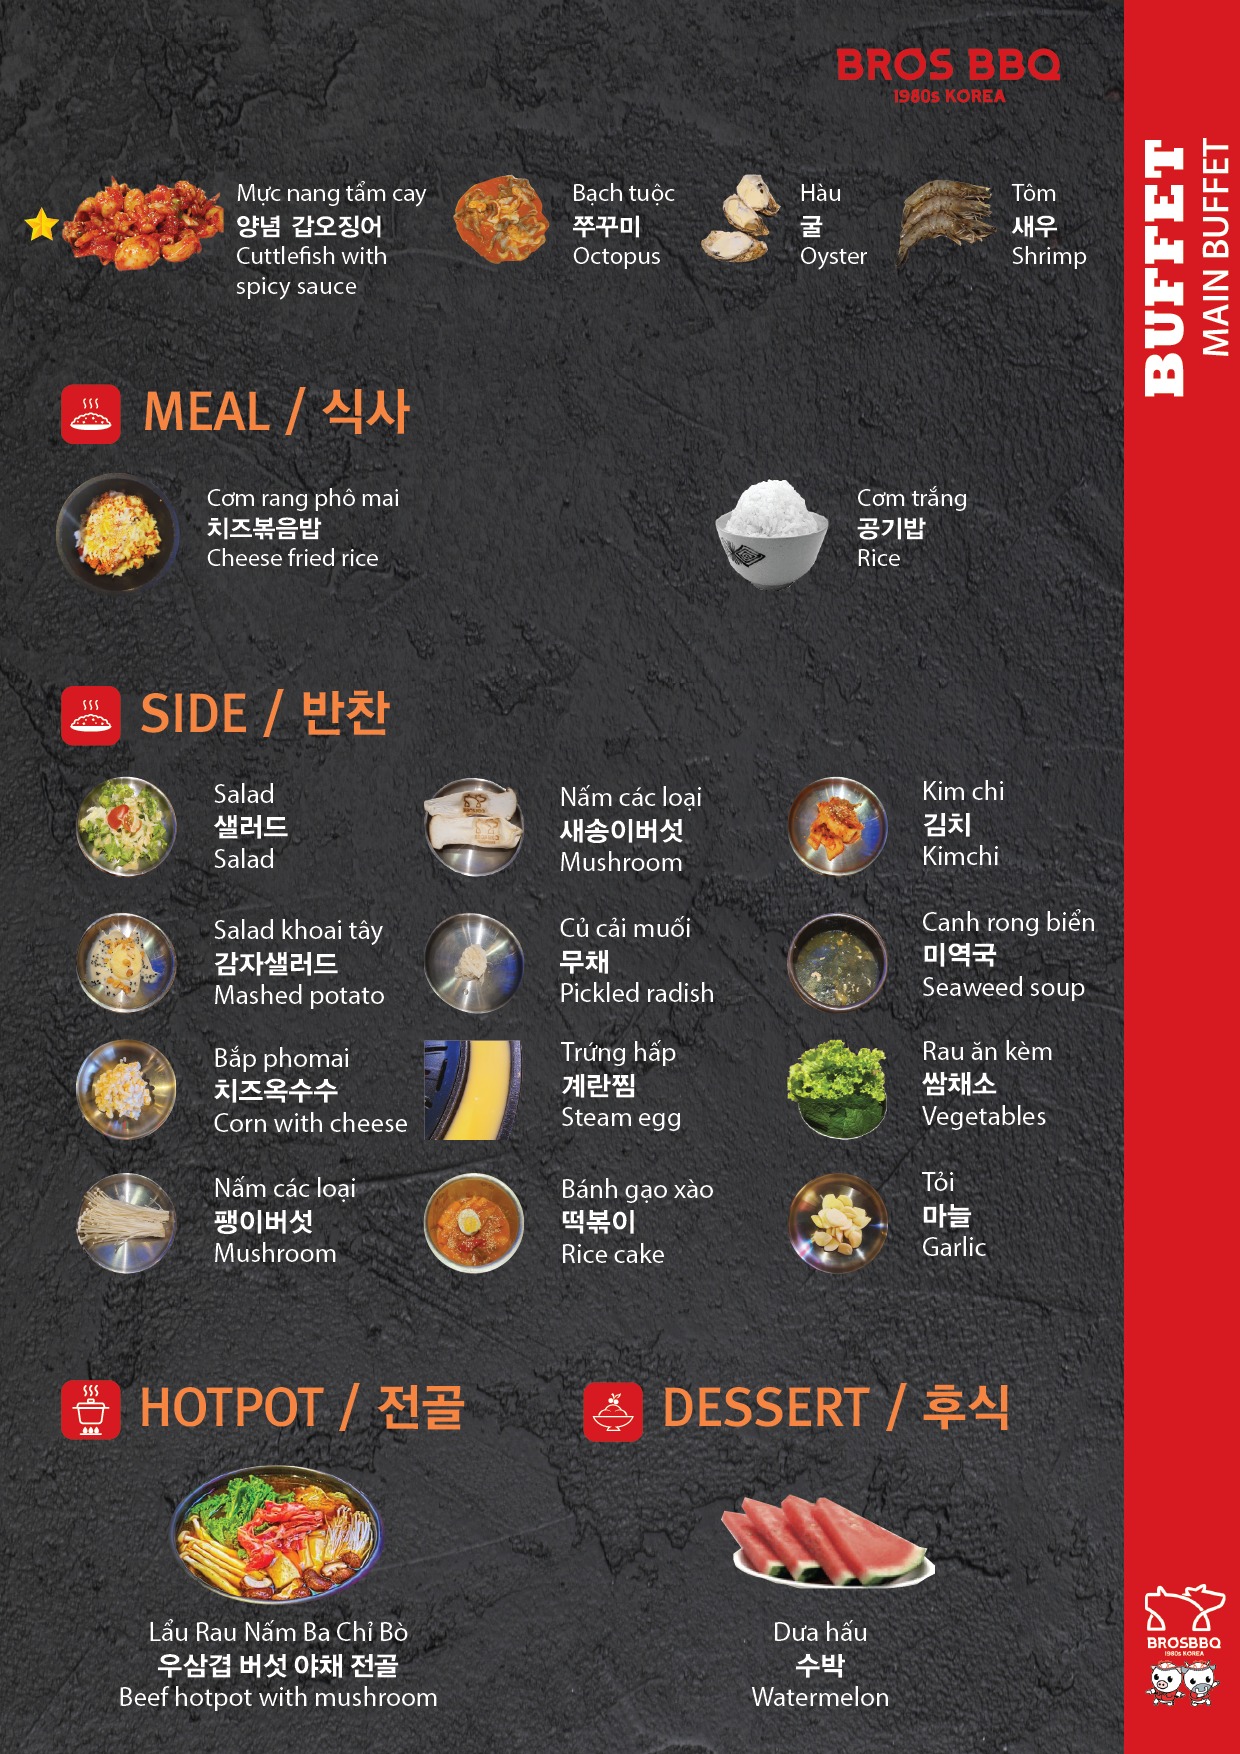 BROS BBQ
1980s KOREA
BUFFET
MAIN BUFFET
Mực nang tẩm cay
양념 갑오징어
Cuttlefish with
spicy sauce
Bạch tuộc
쭈꾸미
Octopus
Hàu
굴
Oyster
Tôm
새우
Shrimp
MEAL / 식사
Cơm rang phô mai
치즈볶음밥
Cheese fried rice
Cơm trắng
공기밥
Rice
SIDE / 반찬
Salad
샐러드
Salad
Nấm các loại
새송이버섯
Mushroom
Kim chi
김치
Kimchi
Salad khoai tây
감자샐러드
Mashed potato
Củ cải muối
무채
Pickled radish
Canh rong biển
미역국
Seaweed soup
Bắp phomai
치즈옥수수
Corn with cheese
Trứng hấp
계란찜
Steam egg
Rau ăn kèm
쌈채소
Vegetables
Nấm các loại
팽이버섯
Mushroom
Bánh gạo xào
떡볶이
Rice cake
Tỏi
마늘
Garlic
HOTPOT / 전골
Lẩu Rau Nấm Ba Chỉ Bò
우삼겹 버섯 야채 전골
Beef hotpot with mushroom
DESSERT / 후식
Dưa hấu
수박
Watermelon
BROSBBQ
1980s KOREA